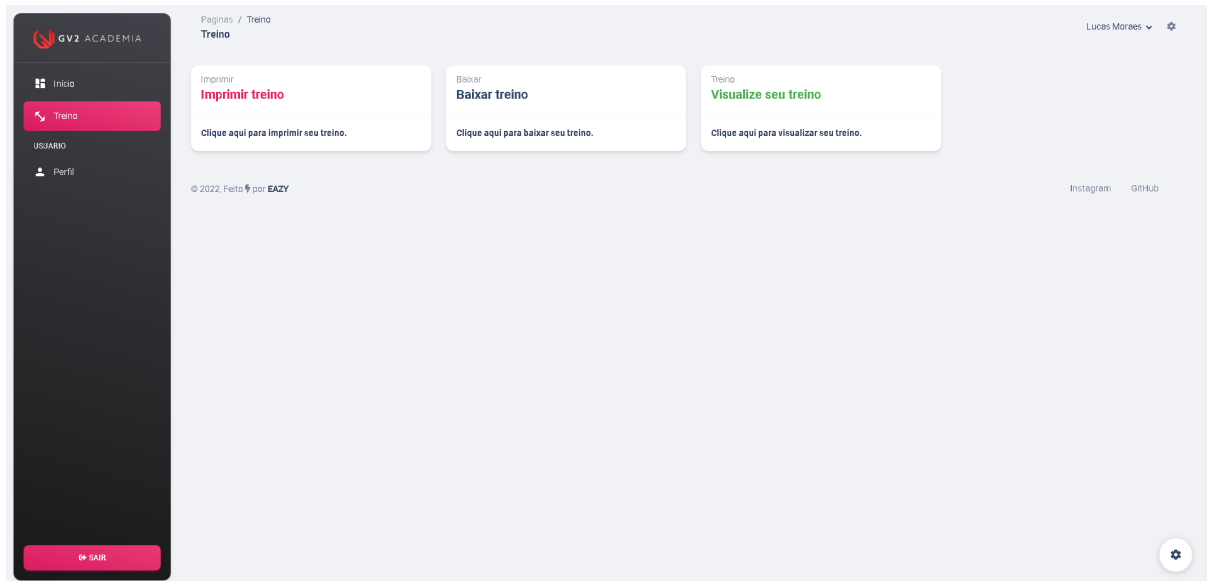 GV2 ACADEMIA
Inicio
Treino
USUARIO
Perfil
SAIR
Paginas / Treino
Treino
Lucas Moraes
Imprimir
Imprimir treino
Clique aqui para imprimir seu treino.
Baixar
Baixar treino
Clique aqui para baixar seu treino.
Treino
Visualize seu treino
Clique aqui para visualizar seu treino.
© 2022, Feito por EAZY
Instagram
GitHub